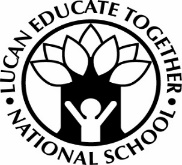 LUCAN EDUCATE TOGETHER
• NATIONAL SCHOOL •